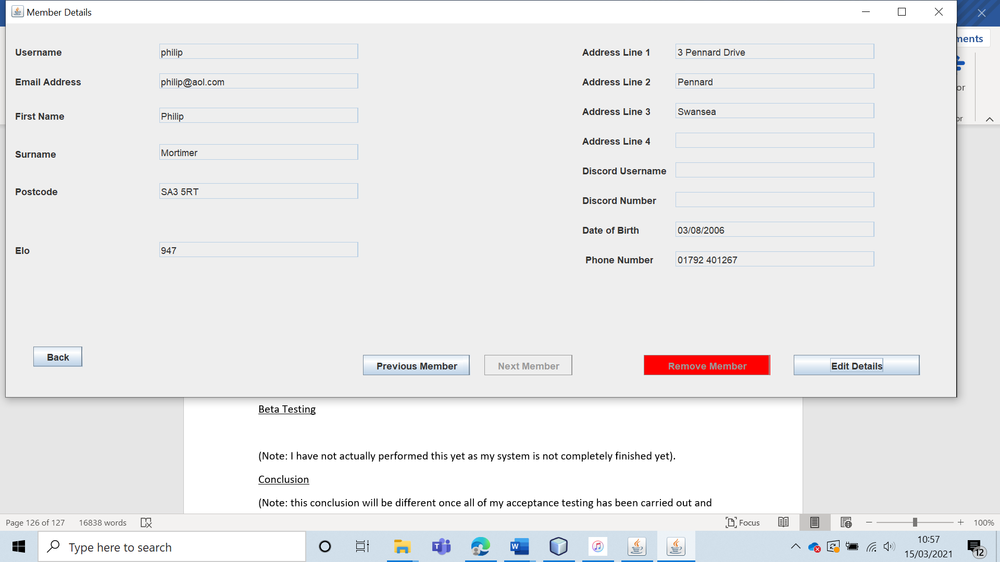 Member Details
Username philip
Email Address philip@aol.com
First Name Philip
Surname Mortimer
Postcode SA3 5RT
Elo 947
Address Line 1 3 Pennard Drive
Address Line 2 Pennard
Address Line 3 Swansea
Address Line 4
Discord Username
Discord Number
Date of Birth 03/08/2006
Phone Number 01792 401267
Back
Previous Member
Next Member
Remove Member
Edit Details
ments
or
or
Beta Testing
(Note: I have not actually performed this yet as my system is not completely finished yet).
Conclusion
(Note: this conclusion will be different once all of my acceptance testing has been carried out and
Page 126 of 127 16838 words Focus 100%
Type here to search
10:57
15/03/2021
12